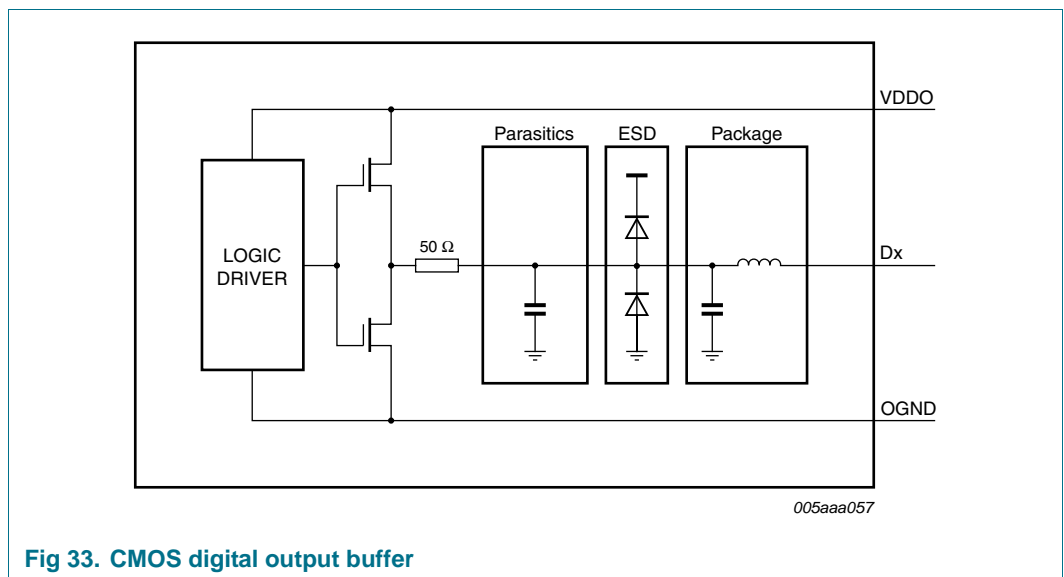 VDDO
Parasitics
ESD
Package
LOGIC
DRIVER
50 Ω
Dx
OGND
005aaa057
Fig 33. CMOS digital output buffer